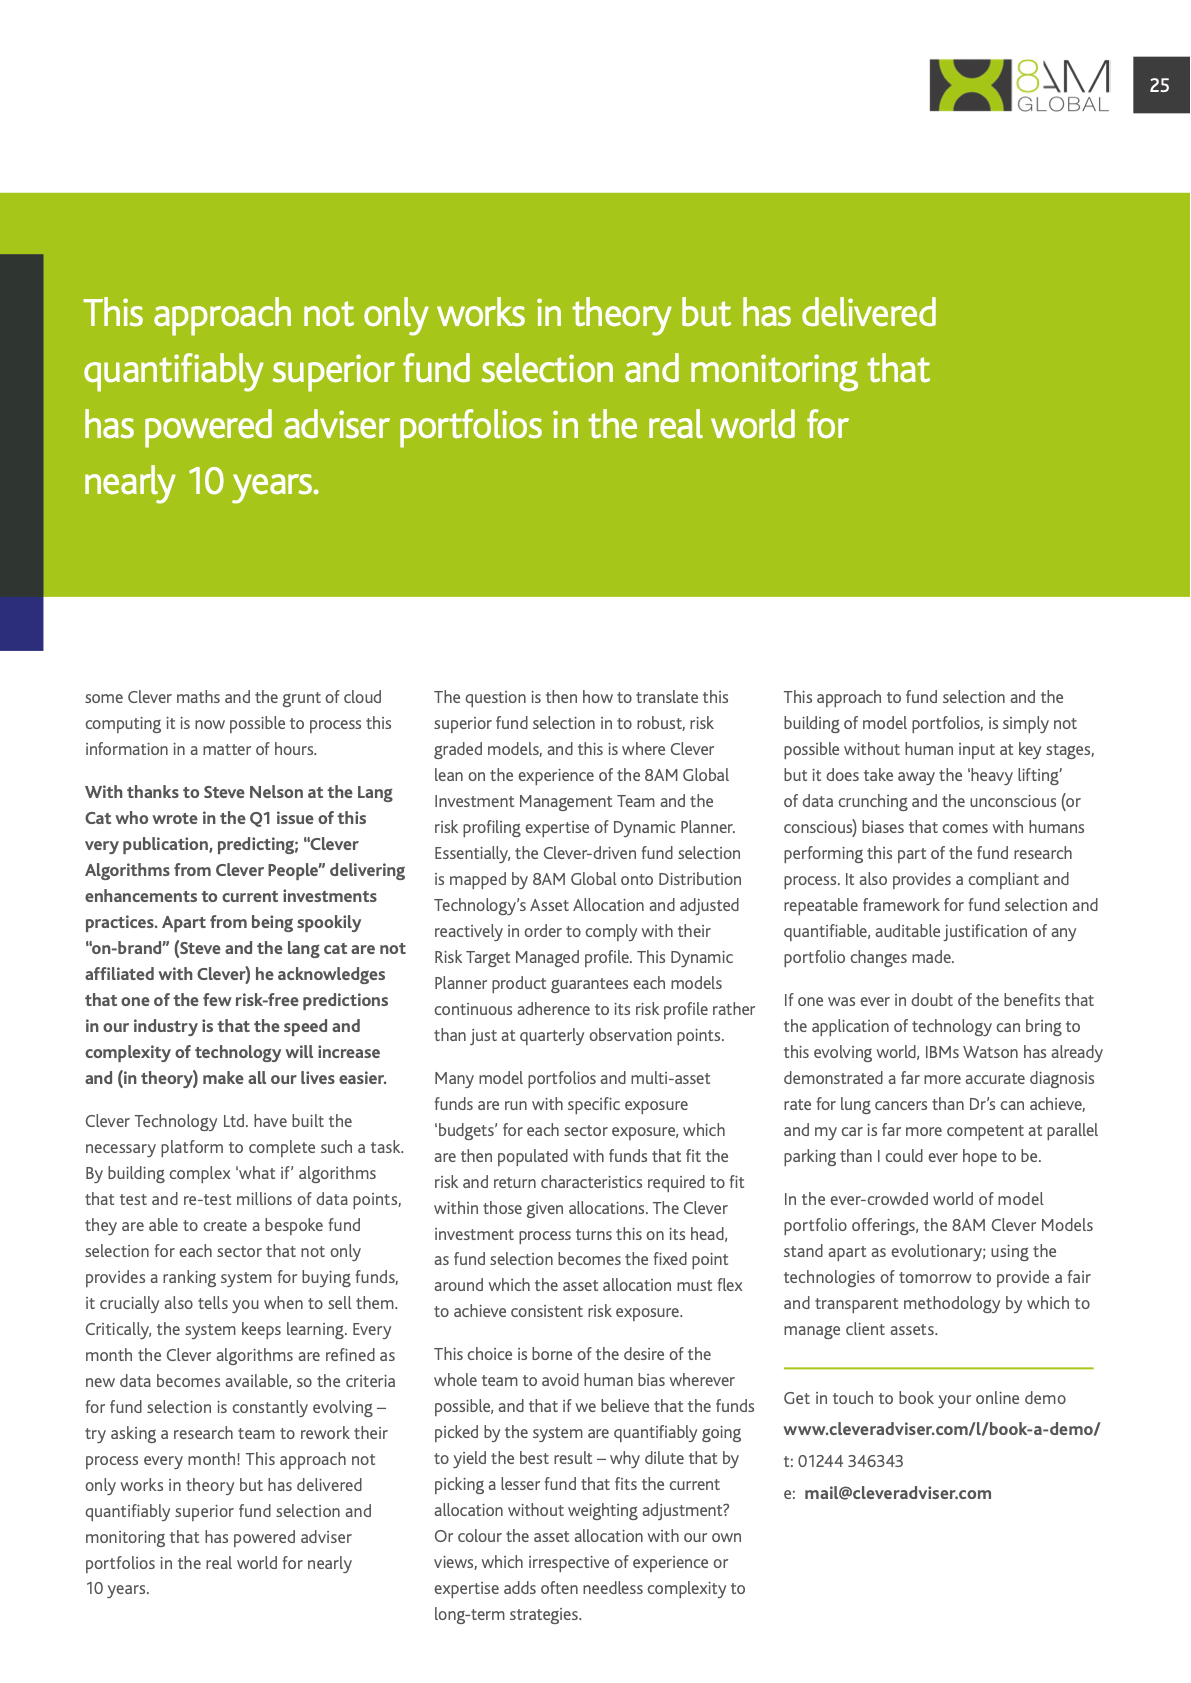 8AM
GLOBAL
25
This approach not only works in theory but has delivered
quantifiably superior fund selection and monitoring that
has powered adviser portfolios in the real world for
nearly 10 years.
some Clever maths and the grunt of cloud
computing it is now possible to process this
information in a matter of hours.
With thanks to Steve Nelson at the Lang
Cat who wrote in the Q1 issue of this
very publication, predicting; “Clever
Algorithms from Clever People” delivering
enhancements to current investments
practices. Apart from being spookily
“on-brand” (Steve and the lang cat are not
affiliated with Clever) he acknowledges
that one of the few risk-free predictions
in our industry is that the speed and
complexity of technology will increase
and (in theory) make all our lives easier.
Clever Technology Ltd. have built the
necessary platform to complete such a task.
By building complex ‘what if’ algorithms
that test and re-test millions of data points,
they are able to create a bespoke fund
selection for each sector that not only
provides a ranking system for buying funds,
it crucially also tells you when to sell them.
Critically, the system keeps learning. Every
month the Clever algorithms are refined as
new data becomes available, so the criteria
for fund selection is constantly evolving –
try asking a research team to rework their
process every month! This approach not
only works in theory but has delivered
quantifiably superior fund selection and
monitoring that has powered adviser
portfolios in the real world for nearly
10 years.
The question is then how to translate this
superior fund selection in to robust, risk
graded models, and this is where Clever
lean on the experience of the 8AM Global
Investment Management Team and the
risk profiling expertise of Dynamic Planner.
Essentially, the Clever-driven fund selection
is mapped by 8AM Global onto Distribution
Technology’s Asset Allocation and adjusted
reactively in order to comply with their
Risk Target Managed profile. This Dynamic
Planner product guarantees each models
continuous adherence to its risk profile rather
than just at quarterly observation points.
Many model portfolios and multi-asset
funds are run with specific exposure
‘budgets’ for each sector exposure, which
are then populated with funds that fit the
risk and return characteristics required to fit
within those given allocations. The Clever
investment process turns this on its head,
as fund selection becomes the fixed point
around which the asset allocation must flex
to achieve consistent risk exposure.
This choice is borne of the desire of the
whole team to avoid human bias wherever
possible, and that if we believe that the funds
picked by the system are quantifiably going
to yield the best result – why dilute that by
picking a lesser fund that fits the current
allocation without weighting adjustment?
Or colour the asset allocation with our own
views, which irrespective of experience or
expertise adds often needless complexity to
long-term strategies.
This approach to fund selection and the
building of model portfolios, is simply not
possible without human input at key stages,
but it does take away the ‘heavy lifting’
of data crunching and the unconscious (or
conscious) biases that comes with humans
performing this part of the fund research
process. It also provides a compliant and
repeatable framework for fund selection and
quantifiable, auditable justification of any
portfolio changes made.
If one was ever in doubt of the benefits that
the application of technology can bring to
this evolving world, IBMs Watson has already
demonstrated a far more accurate diagnosis
rate for lung cancers than Dr’s can achieve,
and my car is far more competent at parallel
parking than I could ever hope to be.
In the ever-crowded world of model
portfolio offerings, the 8AM Clever Models
stand apart as evolutionary; using the
technologies of tomorrow to provide a fair
and transparent methodology by which to
manage client assets.
Get in touch to book your online demo
www.cleveradviser.com/l/book-a-demo/
t: 01244 346343
e: mail@cleveradviser.com